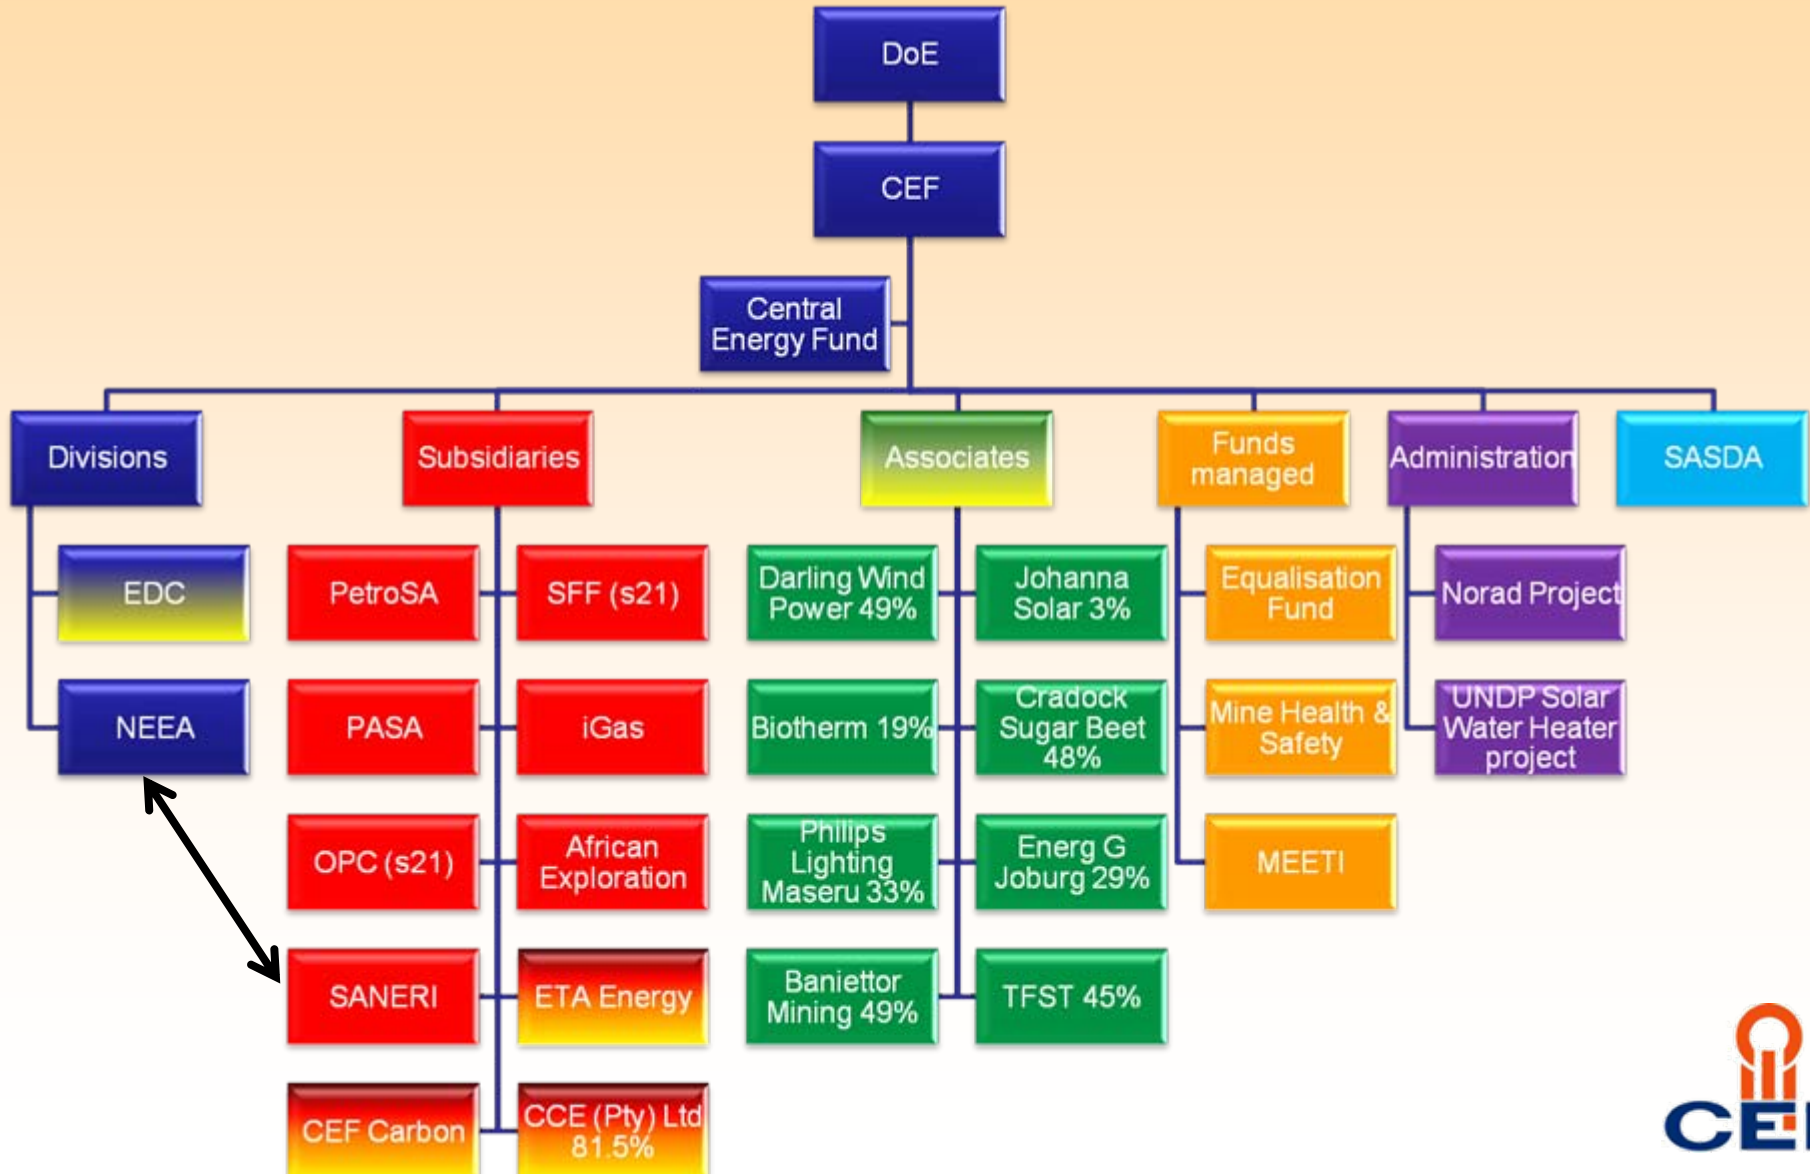 DoE
CEF
Central
Energy Fund
Divisions
Subsidiaries
Associates
Funds
managed
Administration
SASDA
EDC
PetroSA
SFF (s21)
Darling Wind
Power 49%
Johanna
Solar 3%
Equalisation
Fund
Norad Project
NEEA
PASA
iGas
Biotherm 19%
Cradock
Sugar Beet
48%
Mine Health &
Safety
UNDP Solar
Water Heater
project
OPC (s21)
African
Exploration
Philips
Lighting
Maseru 33%
Energ G
Joburg 29%
MEETI
SANERI
ETA Energy
Baniettor
Mining 49%
TFST 45%
CEF Carbon
CCE (Pty) Ltd
81.5%